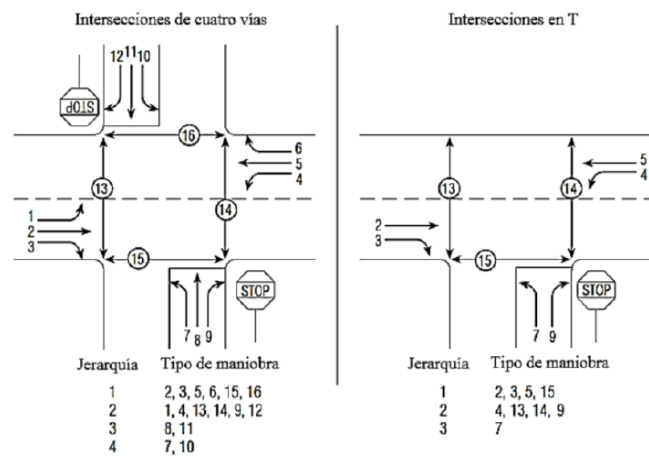 Intersecciones de cuatro vías
12 11 10
STOP
16
6
5
4
13
14
1
2
3
15
STOP
7 8 9
Jerarquía Tipo de maniobra
1 2, 3, 5, 6, 15, 16
2 1, 4, 13, 14, 9, 12
3 8, 11
4 7, 10
Intersecciones en T
5
4
13
14
2
3
15
STOP
7 9
Jerarquía Tipo de maniobra
1 2, 3, 5, 15
2 4, 13, 14, 9
3 7